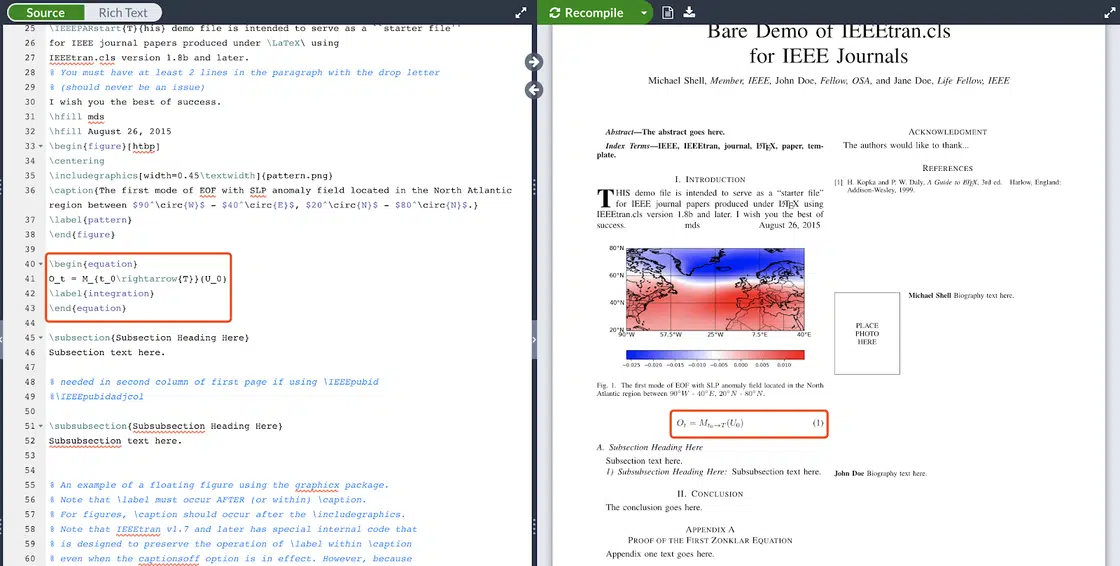 Source
Rich Text
25 \IEEEPARstart{T}{his} demo file is intended to serve as a ``starter file''
26 for IEEE journal papers produced under \LaTeX\ using
27 IEEEtran.cls version 1.8b and later.
28 % You must have at least 2 lines in the paragraph with the drop letter
29 % (should never be an issue)
30 I wish you the best of success.
31 \hfill mds
32 \hfill August 26, 2015
33 \begin{figure}[htbp]
34 \centering
35 \includegraphics[width=0.45\textwidth]{pattern.png}
36 \caption{The first mode of EOF with SLP anomaly field located in the North Atlantic
region between $90^\circ{W}$ - $40^\circ{E}$, $20^\circ{N}$ - $80^\circ{N}$.}
37 \label{pattern}
38 \end{figure}
39
40 \begin{equation}
41 O_t = M_{t_0\rightarrow{T}}(U_0)
42 \label{integration}
43 \end{equation}
44
45 \subsection{Subsection Heading Here}
46 Subsection text here.
47
48 % needed in second column of first page if using \IEEEpubid
49 %\IEEEpubidadjcol
50
51 \subsubsection{Subsubsection Heading Here}
52 Subsubsection text here.
53
54
55 % An example of a floating figure using the graphicx package.
56 % Note that \label must occur AFTER (or within) \caption.
57 % For figures, \caption should occur after the \includegraphics.
58 % Note that IEEEtran v1.7 and later has special internal code that
59 % is designed to preserve the operation of \label within \caption
60 % even when the captionsoff option is in effect. However, because
Recompile
Bare Demo of IEEEtran.cls
for IEEE Journals
Michael Shell, Member, IEEE, John Doe, Fellow, OSA, and Jane Doe, Life Fellow, IEEE
Abstract—The abstract goes here.
Index Terms—IEEE, IEEEtran, journal, LATEX, paper, tem-
plate.
I. INTRODUCTION
THIS demo file is intended to serve as a “starter file”
for IEEE journal papers produced under LATEX using
IEEEtran.cls version 1.8b and later. I wish you the best of
success. mds August 26, 2015
80°N
60°N
40°N
20°N
90°W 57.5°W 25°W 7.5°E 40°E
−0.025 −0.020 −0.015 −0.010 −0.005 0.000 0.005 0.010
Fig. 1. The first mode of EOF with SLP anomaly field located in the North
Atlantic region between 90°W - 40°E, 20°N - 80°N.
O_t = M_{t_0→T}(U_0) (1)
A. Subsection Heading Here
Subsection text here.
1) Subsubsection Heading Here: Subsubsection text here.
II. CONCLUSION
The conclusion goes here.
APPENDIX A
PROOF OF THE FIRST ZONKLAR EQUATION
Appendix one text goes here.
ACKNOWLEDGMENT
The authors would like to thank...
REFERENCES
[1] H. Kopka and P. W. Daly, A Guide to LATEX, 3rd ed. Harlow, England:
Addison-Wesley, 1999.
Michael Shell Biography text here.
PLACE
PHOTO
HERE
John Doe Biography text here.